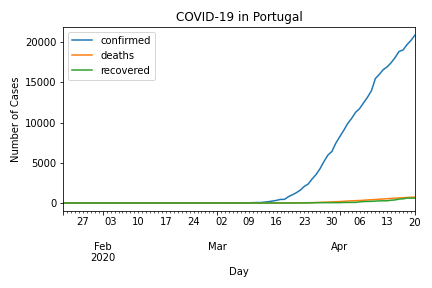 COVID-19 in Portugal
confirmed
deaths
recovered
Number of Cases
20000
15000
10000
5000
0
27 03 10 17 24 02 09 16 23 30 06 13 20
Feb Mar Apr
2020
Day